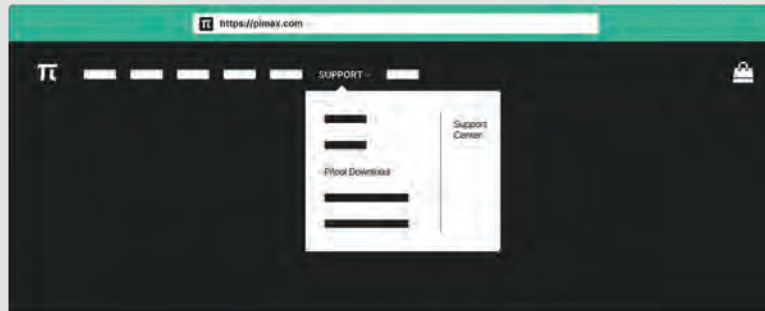 https://pimax.com
SUPPORT
Pitool Download
Support
Center